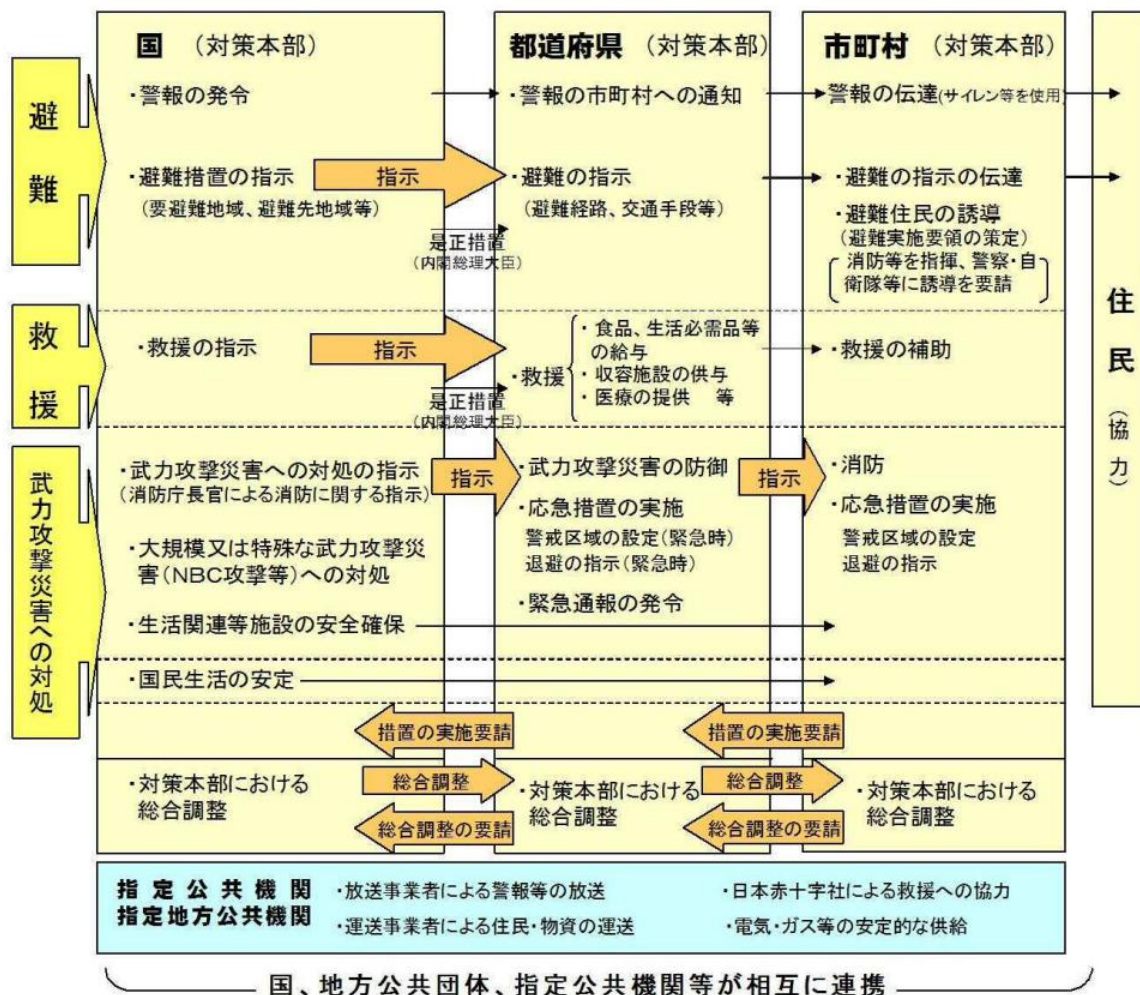 国 (対策本部)
都道府県 (対策本部)
市町村 (対策本部)
避難
・警報の発令
・警報の市町村への通知
・警報の伝達(サイレン等を使用)
・避難措置の指示
(要避難地域、避難先地域等)
指示
・避難の指示
(避難経路、交通手段等)
・避難の指示の伝達
是正措置
(内閣総理大臣)
・避難住民の誘導
(避難実施要領の策定)
消防等を指揮、警察・自
衛隊等に誘導を要請
救援
・救援の指示
指示
・救援
・食品、生活必需品等
の給与
・収容施設の供与
・医療の提供 等
・救援の補助
是正措置
(内閣総理大臣)
武力攻撃災害への対処
・武力攻撃災害への対処の指示
(消防庁長官による消防に関する指示)
指示
・武力攻撃災害の防御
指示
・消防
・応急措置の実施
警戒区域の設定(緊急時)
退避の指示(緊急時)
・応急措置の実施
警戒区域の設定
退避の指示
・大規模又は特殊な武力攻撃災
害(NBC攻撃等)への対処
・緊急通報の発令
・生活関連等施設の安全確保
・国民生活の安定
措置の実施要請
措置の実施要請
・対策本部における
総合調整
総合調整
総合調整の要請
・対策本部における
総合調整
総合調整
総合調整の要請
・対策本部における
総合調整
住民(協力)
指定公共機関
指定地方公共機関
・放送事業者による警報等の放送
・日本赤十字社による救援への協力
・運送事業者による住民・物資の運送
・電気・ガス等の安定的な供給
国、地方公共団体、指定公共機関等が相互に連携